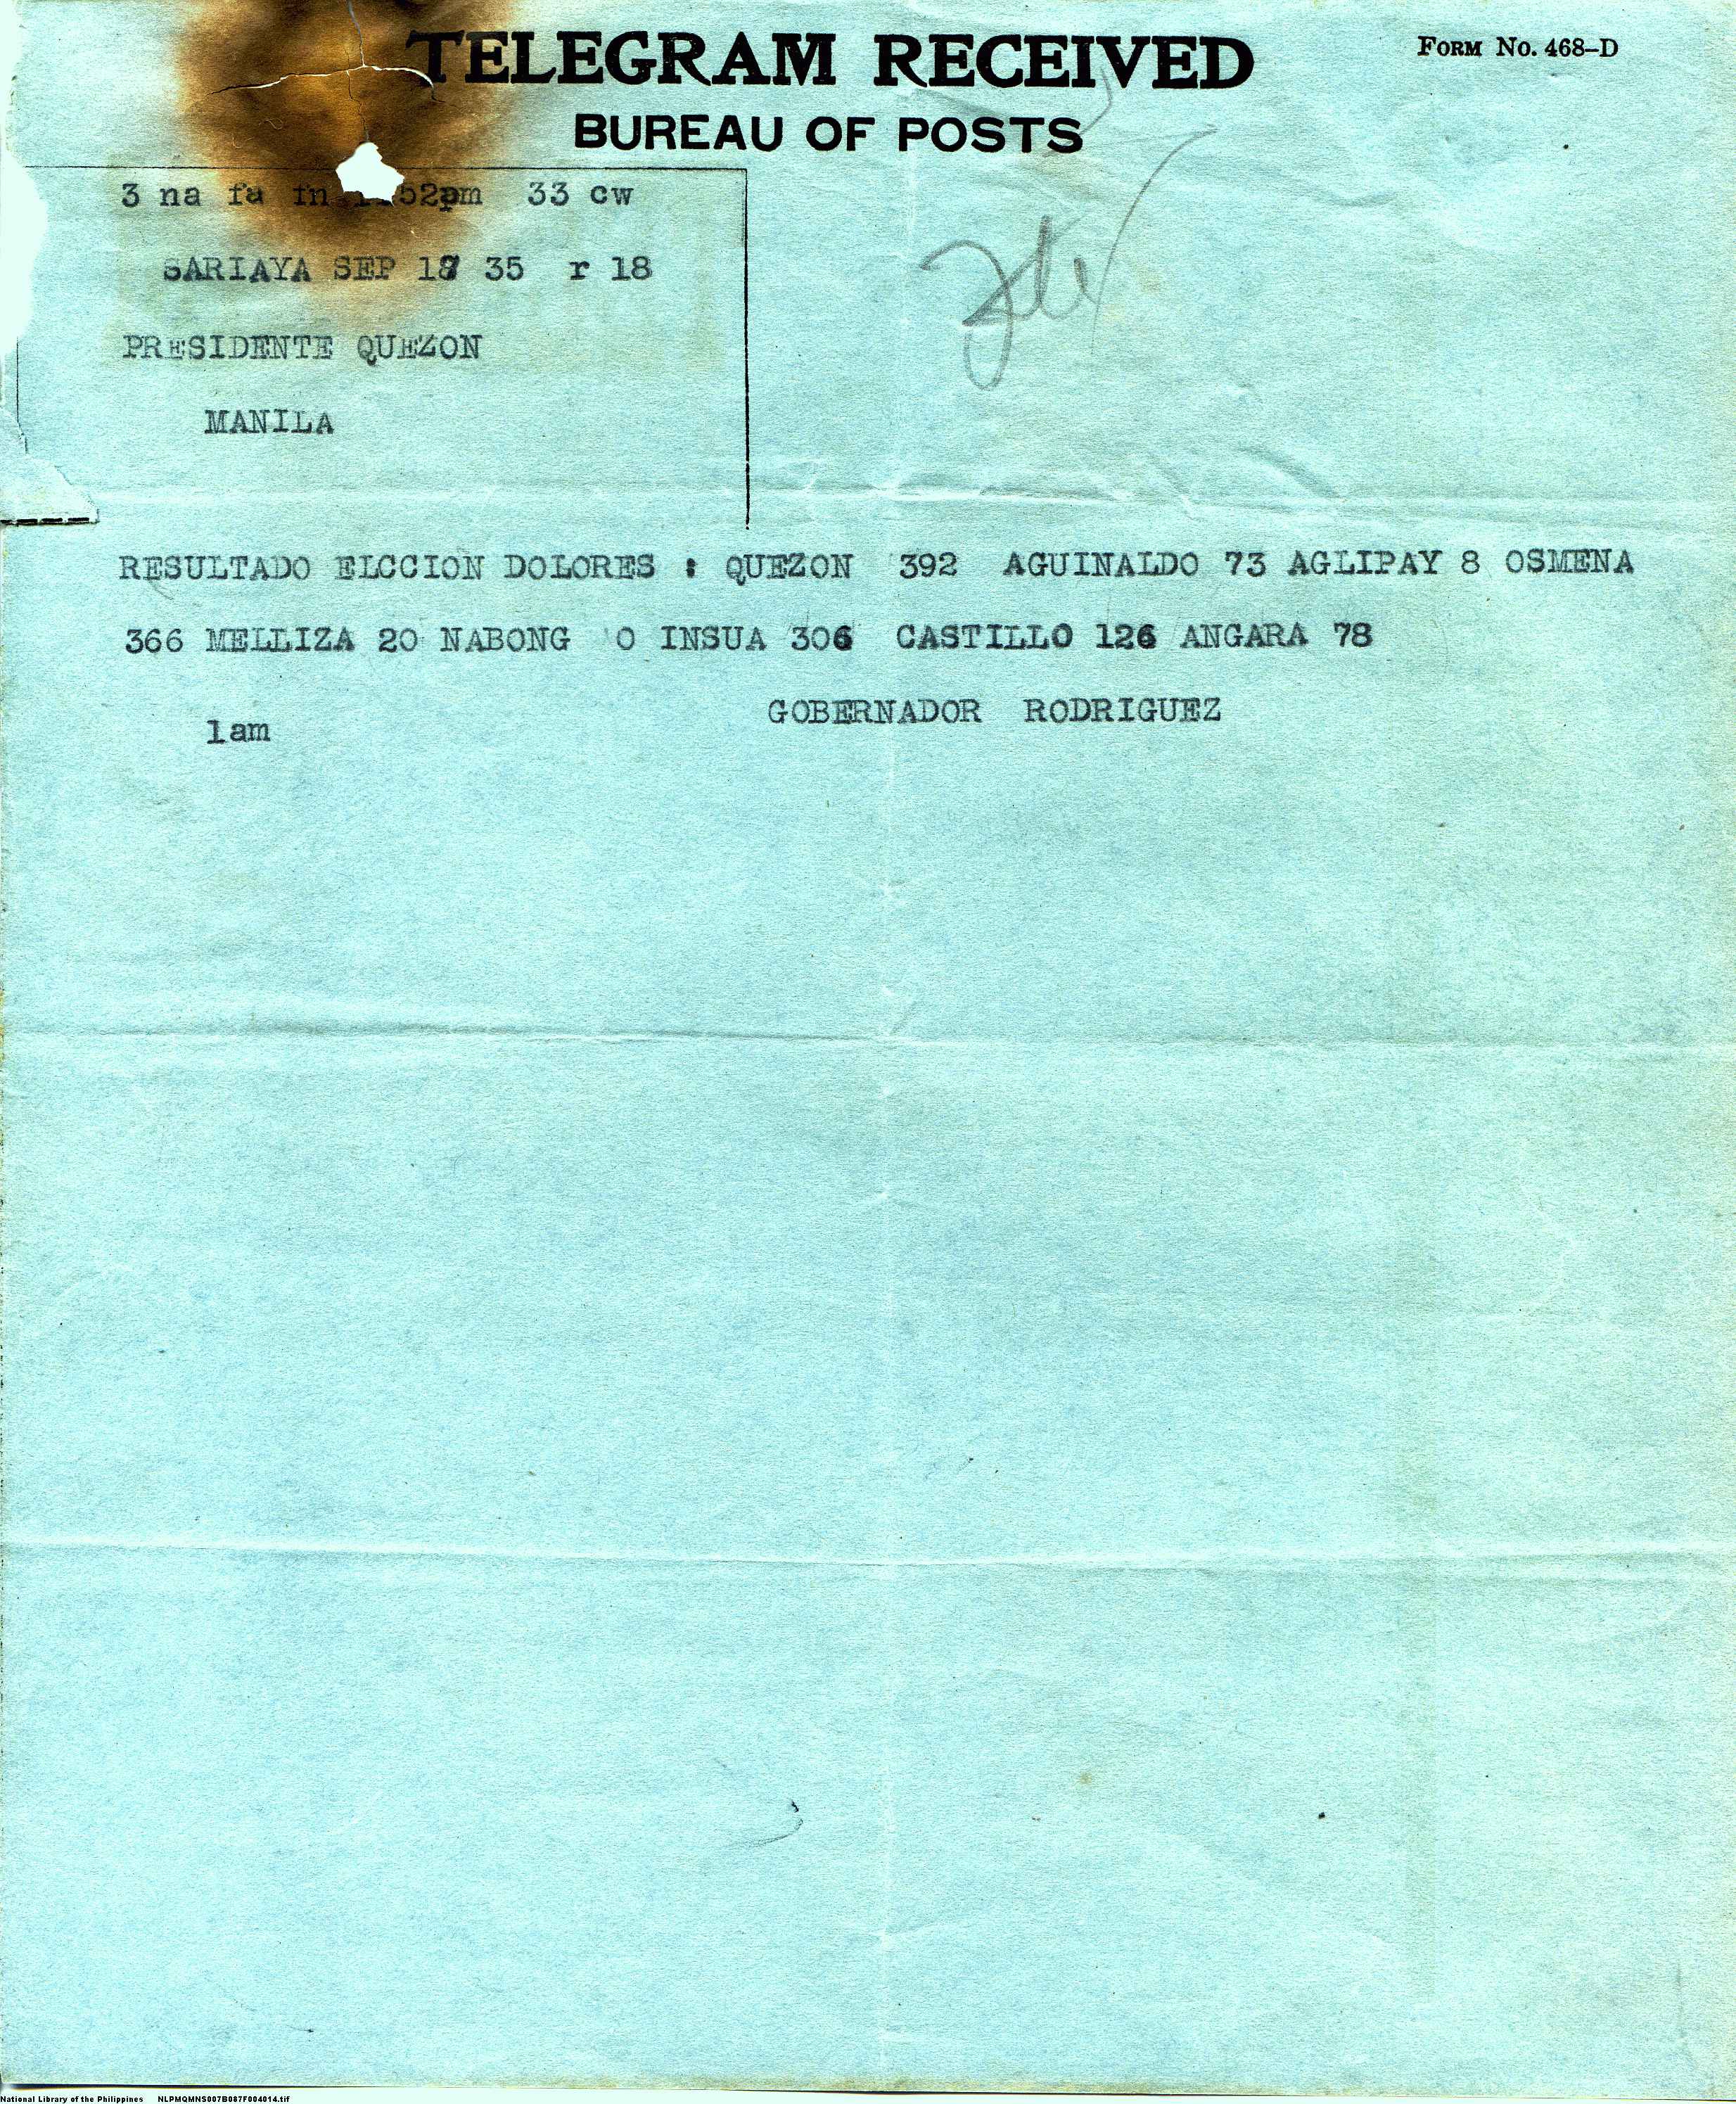 TELEGRAM RECEIVED
FORM No. 468-D
BUREAU OF POSTS
3 na fa fn 52pm 33 cw
SARIAYA SEP 35 r 18
PRESIDENTE QUEZON
MANILA
RESULTADO ELCCION DOLORES : QUEZON 392 AGUINALDO 73 AGLIPAY 8 OSMENA
366 MELLIZA 20 NABONG 0 INSUA 306 CASTILLO 126 ANGARA 78
GOBERNADOR RODRIGUEZ
1am
National Library of the Philippines NLPMQMNS007B087F004014.tif